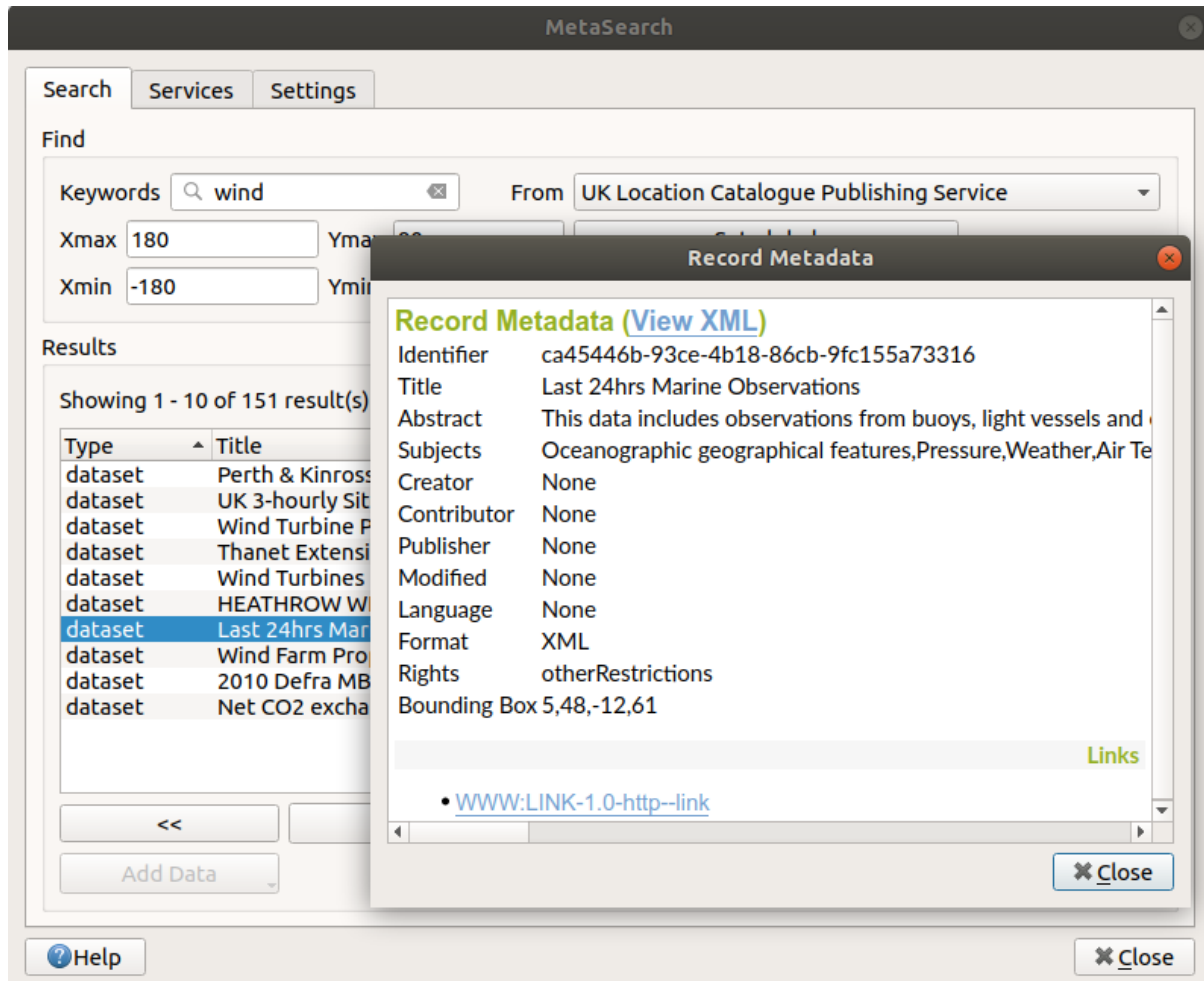 MetaSearch
Search Services Settings
Find
Keywords wind From UK Location Catalogue Publishing Service
Xmax 180
Xmin -180
Results
Showing 1 - 10 of 151 result(s)
Type Title
dataset Perth & Kinross
dataset UK 3-hourly Sit
dataset Wind Turbine P
dataset Thanet Extensi
dataset Wind Turbines
dataset HEATHROW WI
dataset Last 24hrs Mar
dataset Wind Farm Pro
dataset 2010 Defra MB
dataset Net CO2 excha
<<
Add Data
Help Close
Record Metadata
Record Metadata (View XML)
Identifier ca45446b-93ce-4b18-86cb-9fc155a73316
Title Last 24hrs Marine Observations
Abstract This data includes observations from buoys, light vessels and
Subjects Oceanographic geographical features,Pressure,Weather,Air Te
Creator None
Contributor None
Publisher None
Modified None
Language None
Format XML
Rights otherRestrictions
Bounding Box 5,48,-12,61
Links
• WWW:LINK-1.0-http--link
Close